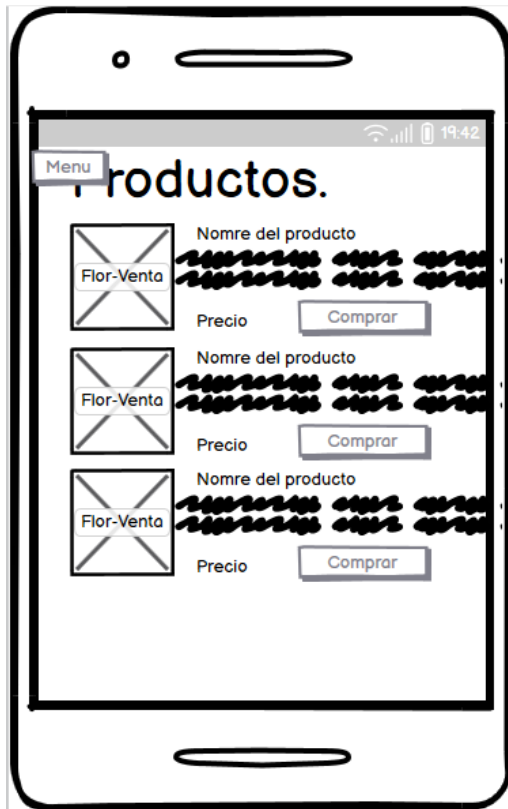 19:42
Menu
Productos.
Nomre del producto
Flor-Venta
Precio
Comprar
Nomre del producto
Flor-Venta
Precio
Comprar
Nomre del producto
Flor-Venta
Precio
Comprar